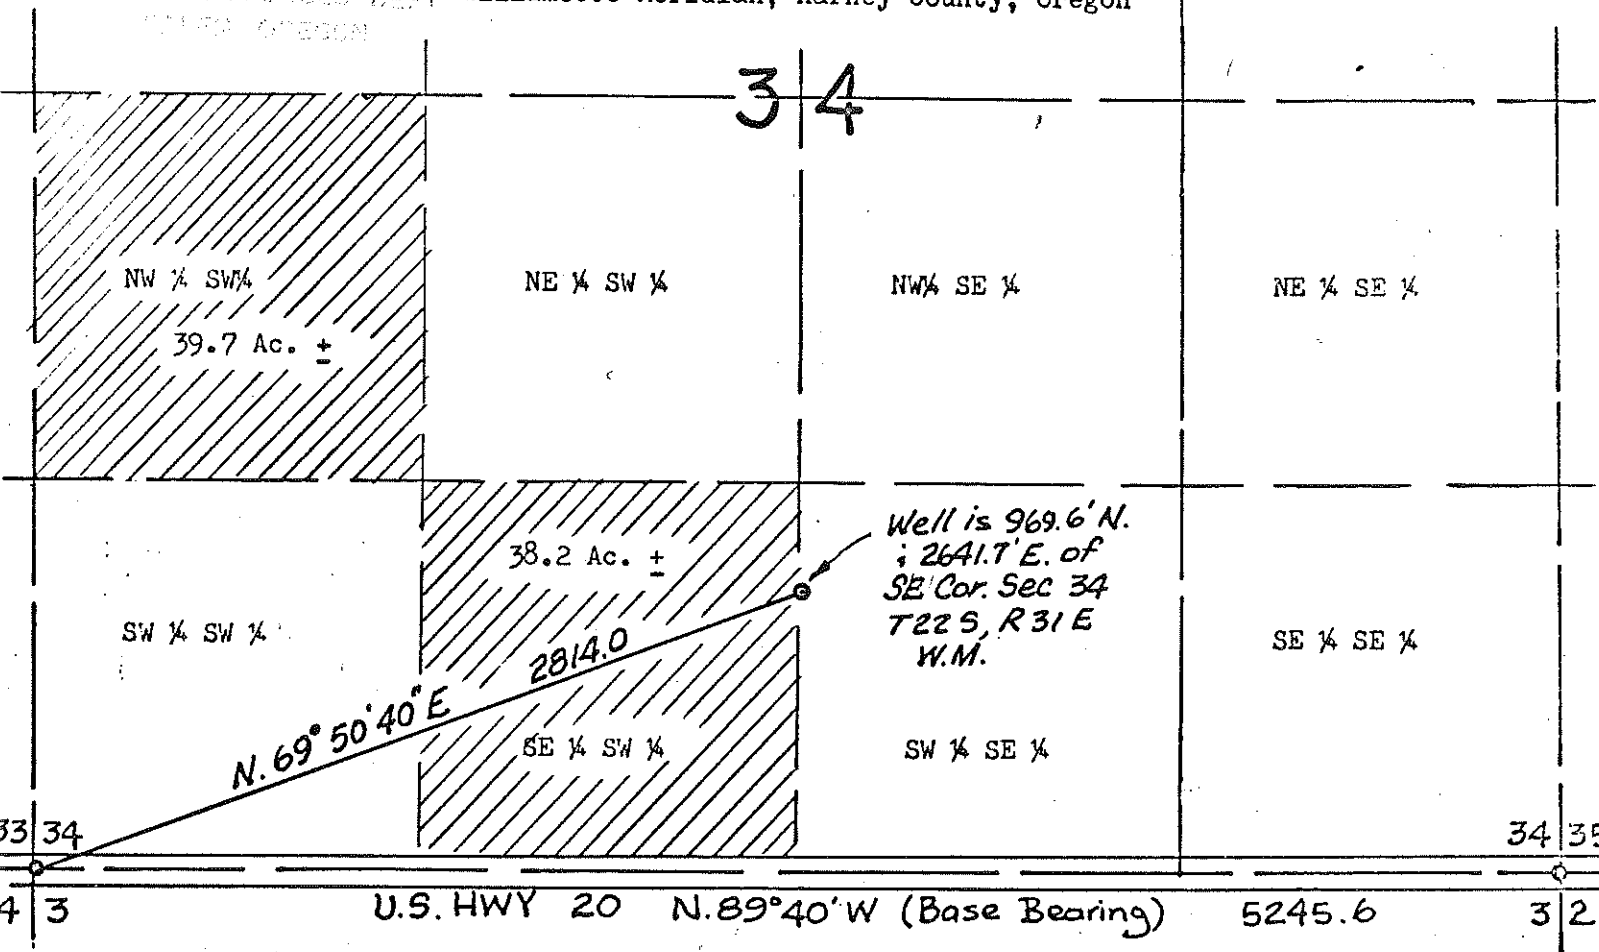 Meridian, Harney County, Oregon
3 4
NW ¼ SW¼
NE ¼ SW ¼
NW¼ SE ¼
NE ¼ SE ¼
39.7 Ac. ±
38.2 Ac. ±
Well is 969.6' N.
; 2641.7' E. of
SE Cor. Sec 34
T22 S, R 31 E
W.M.
SW ¼ SW ¼
2814.0
N. 69° 50' 40" E
SE ¼ SW ¼
SW ¼ SE ¼
SE ¼ SE ¼
33 34
34 35
4 3
U.S. HWY 20 N. 89° 40' W (Base Bearing) 5245.6
3 2